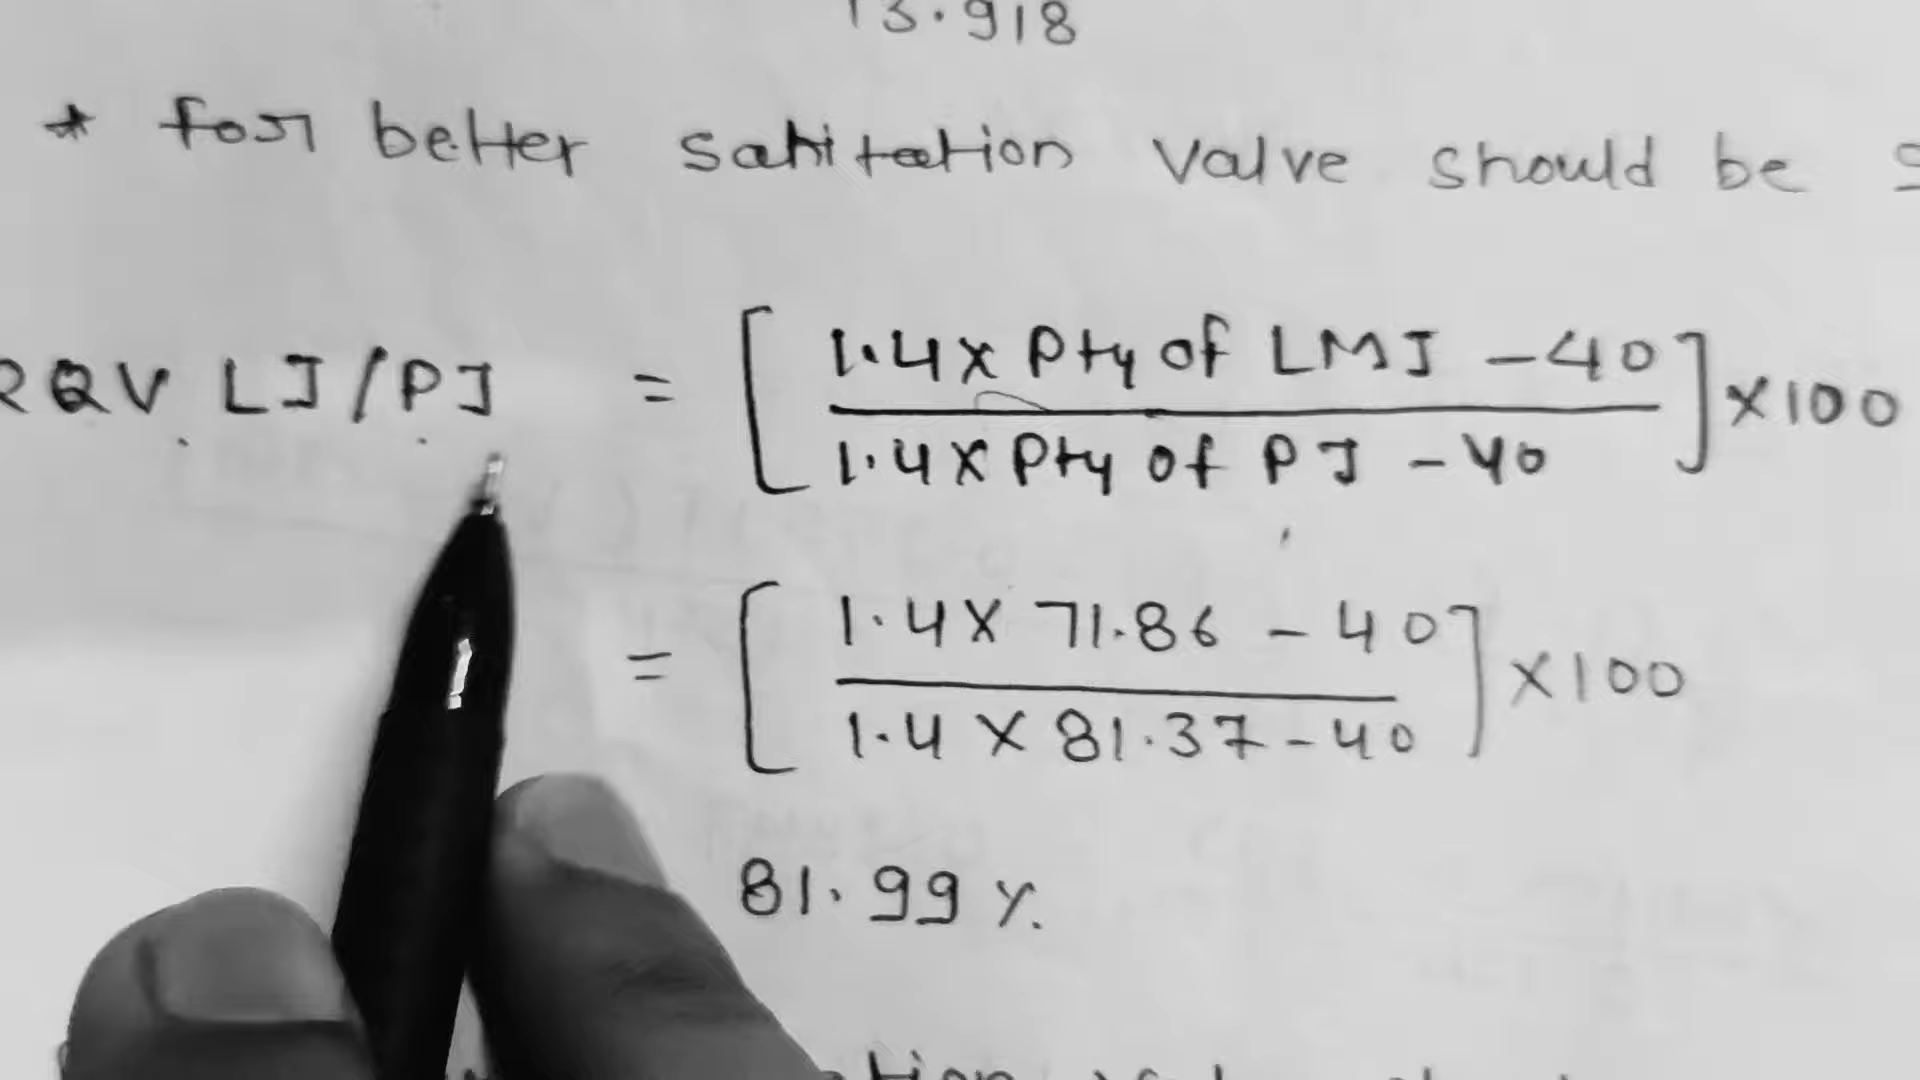 13.918
* for better sanitation valve should be
RQV LJ/PJ = [ 1.4 x Pty of LMJ - 40 / 1.4 x Pty of PJ - 40 ] x 100
= [ 1.4 x 71.86 - 40 / 1.4 x 81.37 - 40 ] x 100
81.99 %.